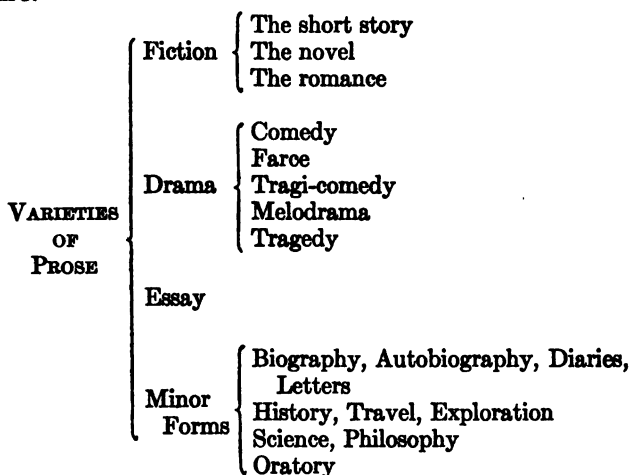 Fiction
The short story
The novel
The romance
Drama
Comedy
Farce
Tragi-comedy
Melodrama
Tragedy
VARIETIES
OF
PROSE
Essay
Minor
Forms
Biography, Autobiography, Diaries,
Letters
History, Travel, Exploration
Science, Philosophy
Oratory